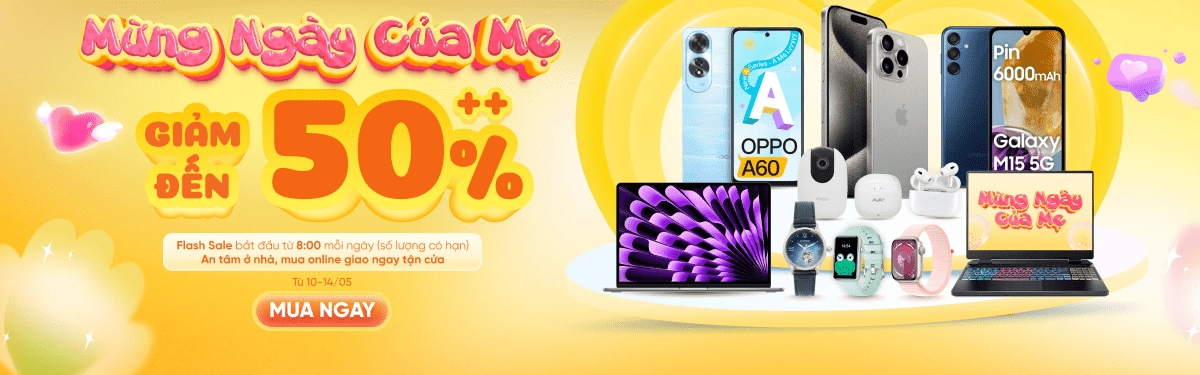 Mừng Ngày Của Mẹ
GIẢM
ĐẾN
50%++
Flash Sale bắt đầu từ 8:00 mỗi ngày (số lượng có hạn)
An tâm ở nhà, mua online giao ngay tận cửa
Từ 10-14/05
MUA NGAY
A
OPPO
A60
Pin
6000mAh
Galaxy
M15 5G
Mừng Ngày
Của Mẹ